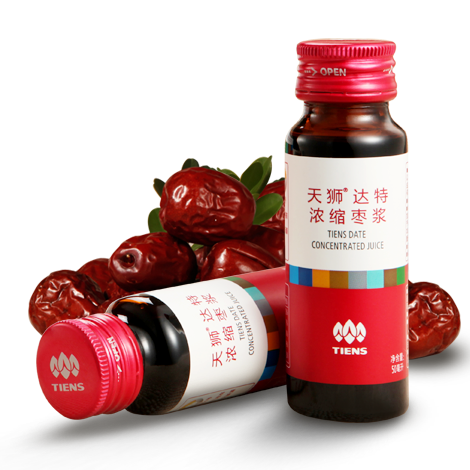 OPEN
天狮®达特
浓缩枣浆
TIENS DATE
CONCENTRATED JUICE
TIENS
净含量:
50毫升
天狮®达特
浓缩枣浆
TIENS DATE
CONCENTRATED JUICE
TIENS